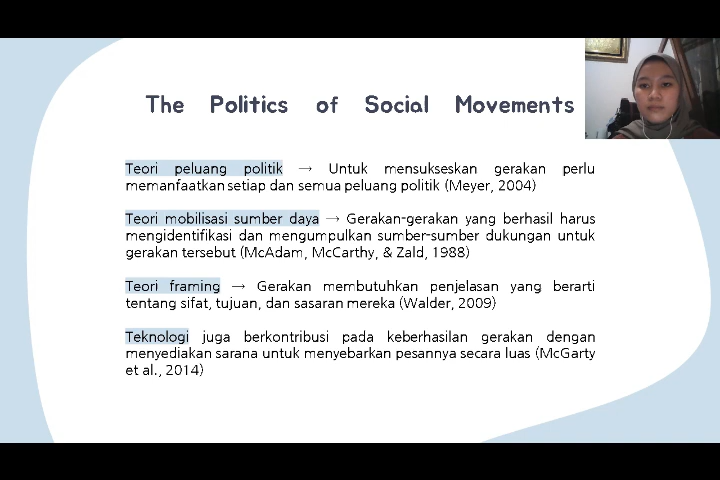 The Politics of Social Movements
Teori peluang politik → Untuk mensukseskan gerakan perlu
memanfaatkan setiap dan semua peluang politik (Meyer, 2004)
Teori mobilisasi sumber daya → Gerakan-gerakan yang berhasil harus
mengidentifikasi dan mengumpulkan sumber-sumber dukungan untuk
gerakan tersebut (McAdam, McCarthy, & Zald, 1988)
Teori framing → Gerakan membutuhkan penjelasan yang berarti
tentang sifat, tujuan, dan sasaran mereka (Walder, 2009)
Teknologi juga berkontribusi pada keberhasilan gerakan dengan
menyediakan sarana untuk menyebarkan pesannya secara luas (McGarty
et al., 2014)